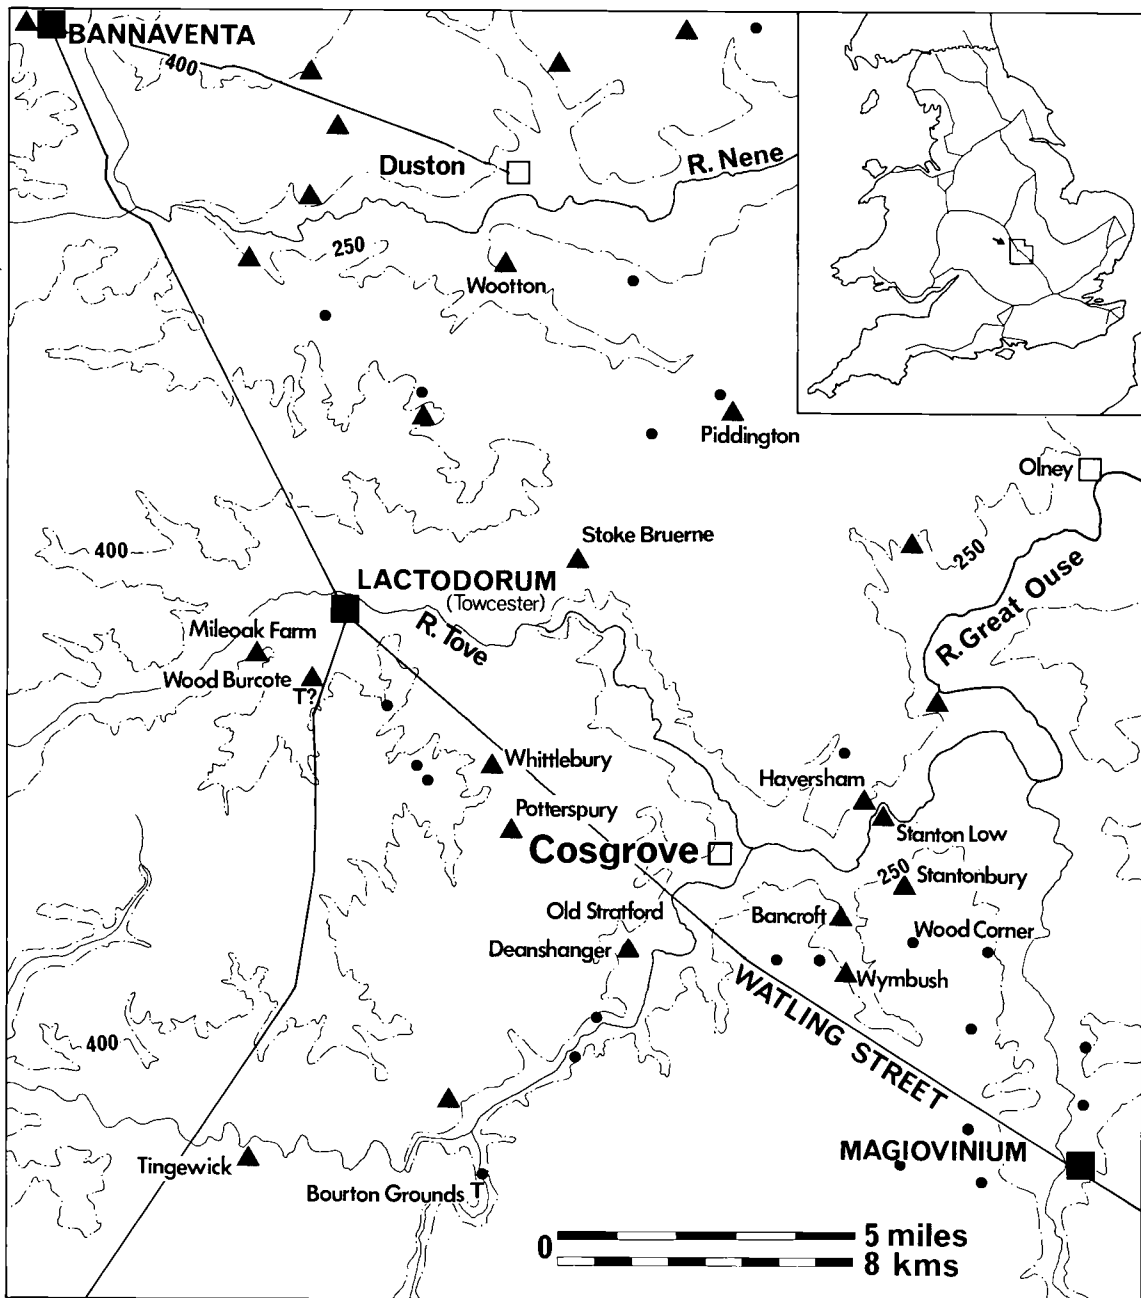 BANNAVENTA
400
Duston
R. Nene
250
Wootton
Piddington
Olney
Stoke Bruerne
400
250
LACTODORUM
(Towcester)
R. Tove
R. Great Ouse
Mileoak Farm
Wood Burcote
T?
Whittlebury
Haversham
Potterspury
Stanton Low
Cosgrove
250
Stantonbury
Old Stratford
Bancroft
Wood Corner
Deanshanger
Wymbush
WATLING STREET
400
MAGIOVINIUM
Tingewick
Bourton Grounds T
0
5 miles
8 kms